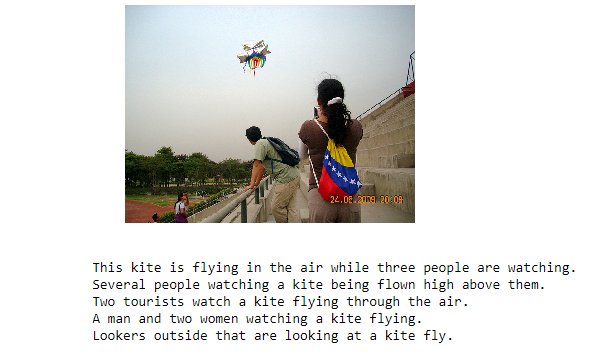 24.06.2009 20:09
This kite is flying in the air while three people are watching.
Several people watching a kite being flown high above them.
Two tourists watch a kite flying through the air.
A man and two women watching a kite flying.
Lookers outside that are looking at a kite fly.